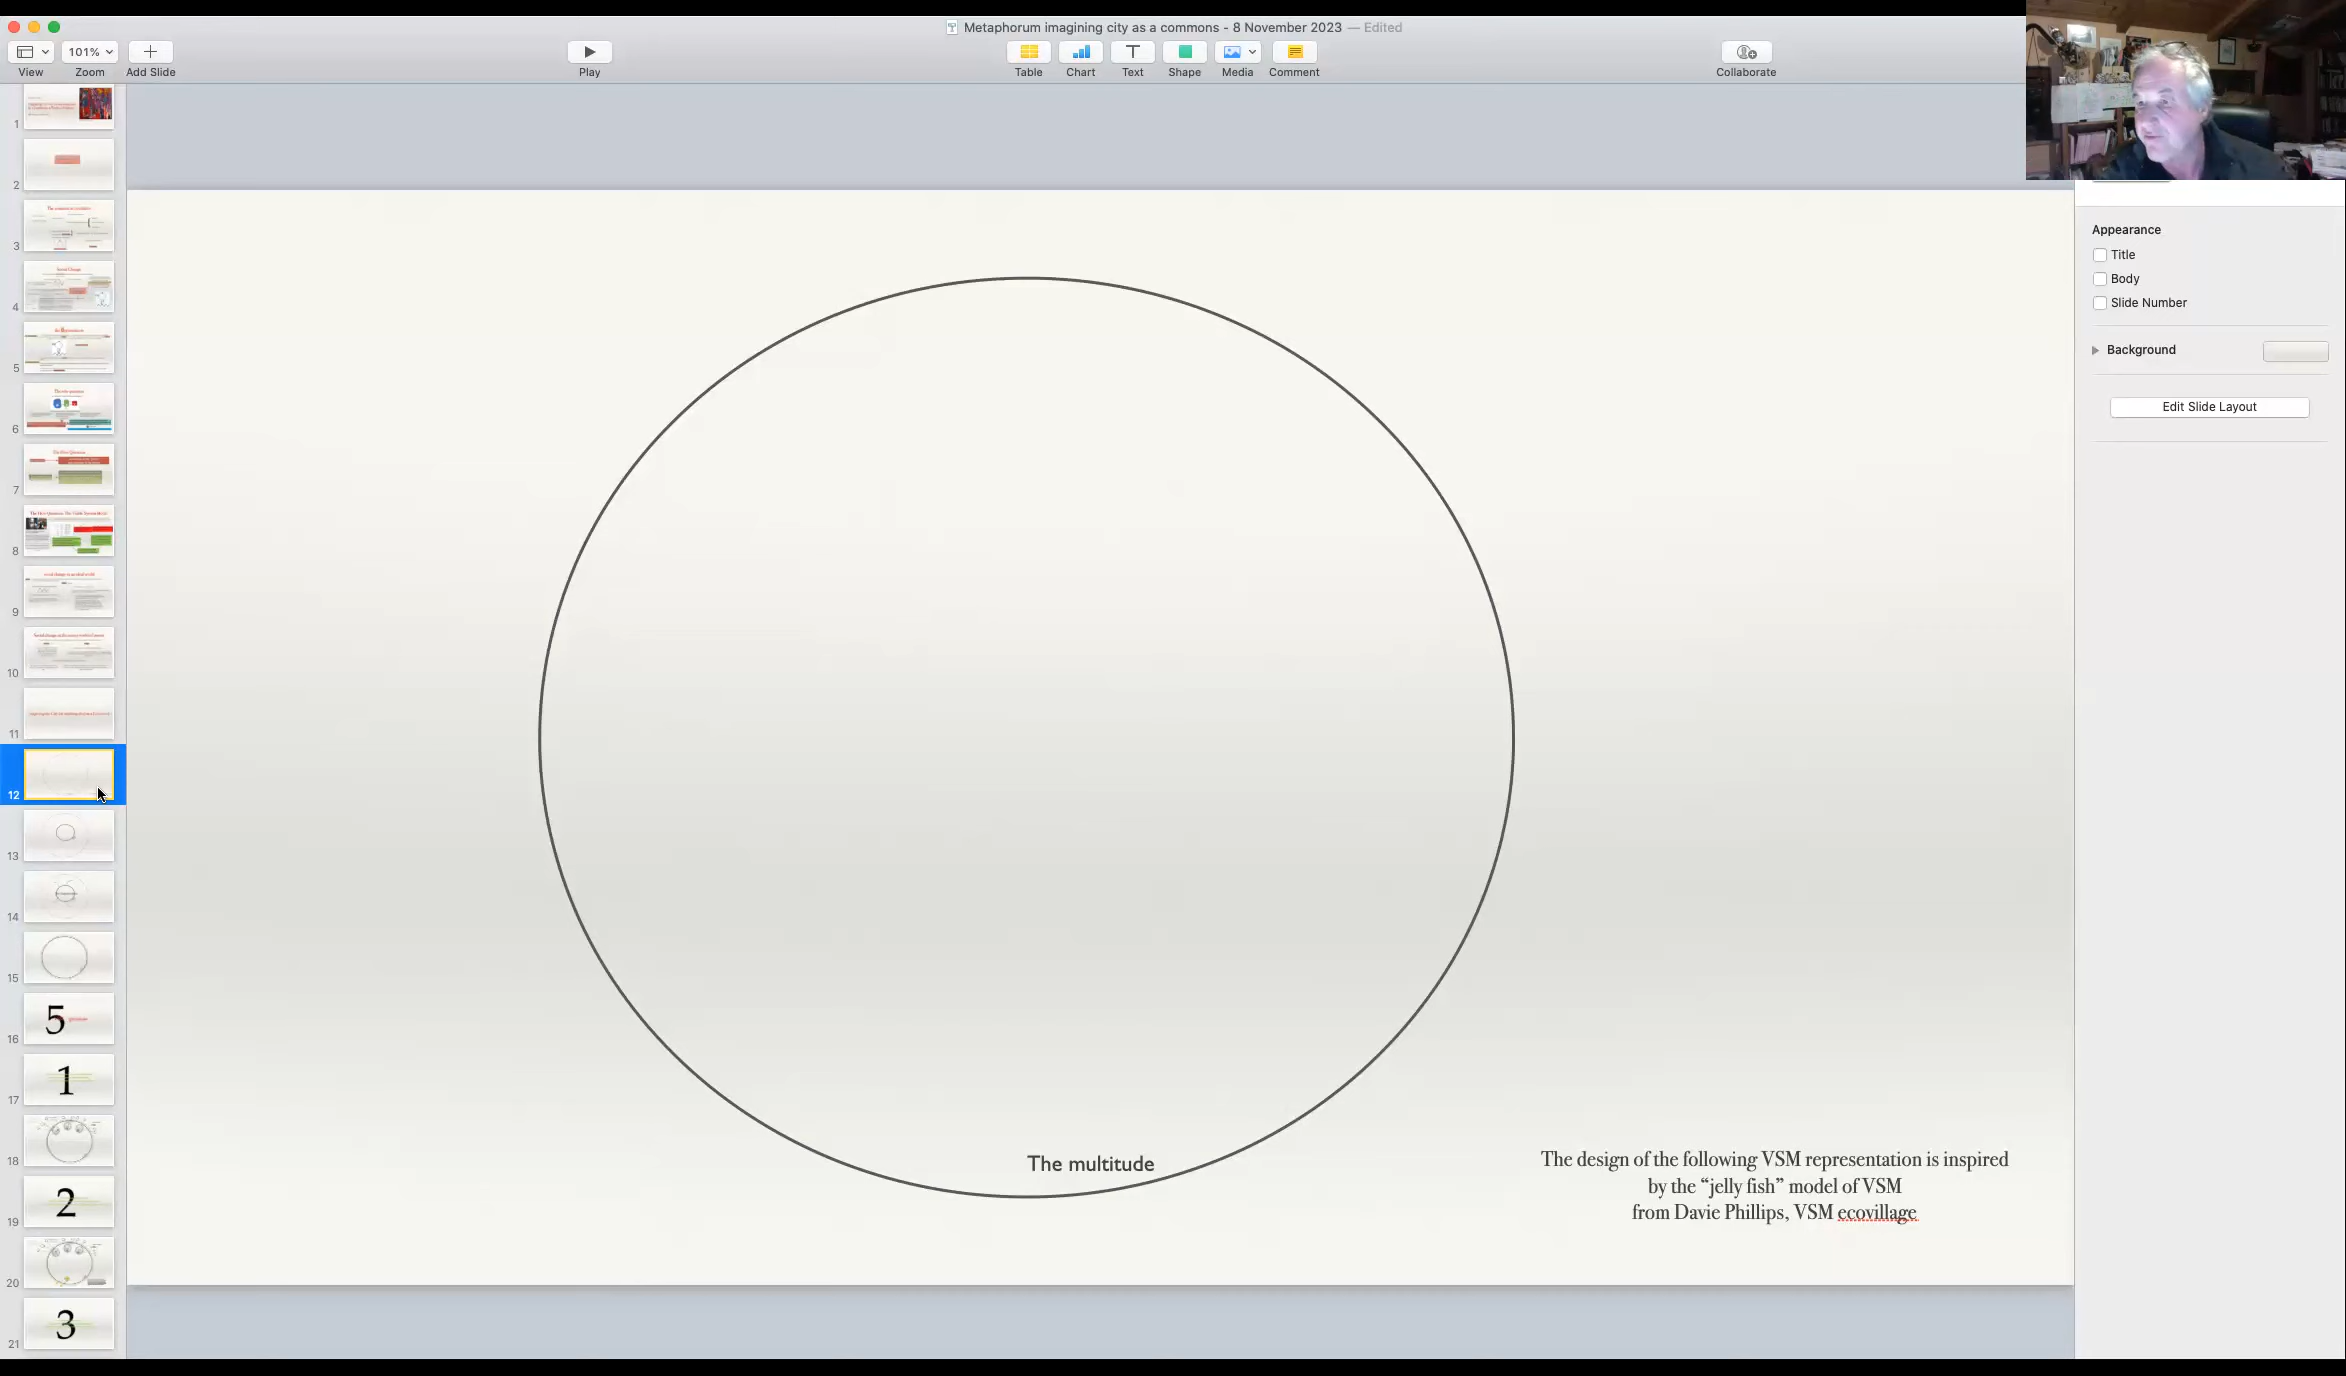 Metaphorum imagining city as a commons - 8 November 2023 — Edited
101%
View
Zoom
Add Slide
Play
Table
Chart
Text
Shape
Media
Comment
Collaborate
1
2
3
4
5
6
7
8
9
10
11
12
13
14
15
5
16
1
17
18
2
19
20
3
21
The multitude
The design of the following VSM representation is inspired
by the “jelly fish” model of VSM
from Davie Phillips, VSM ecovillage
Appearance
Title
Body
Slide Number
Background
Edit Slide Layout